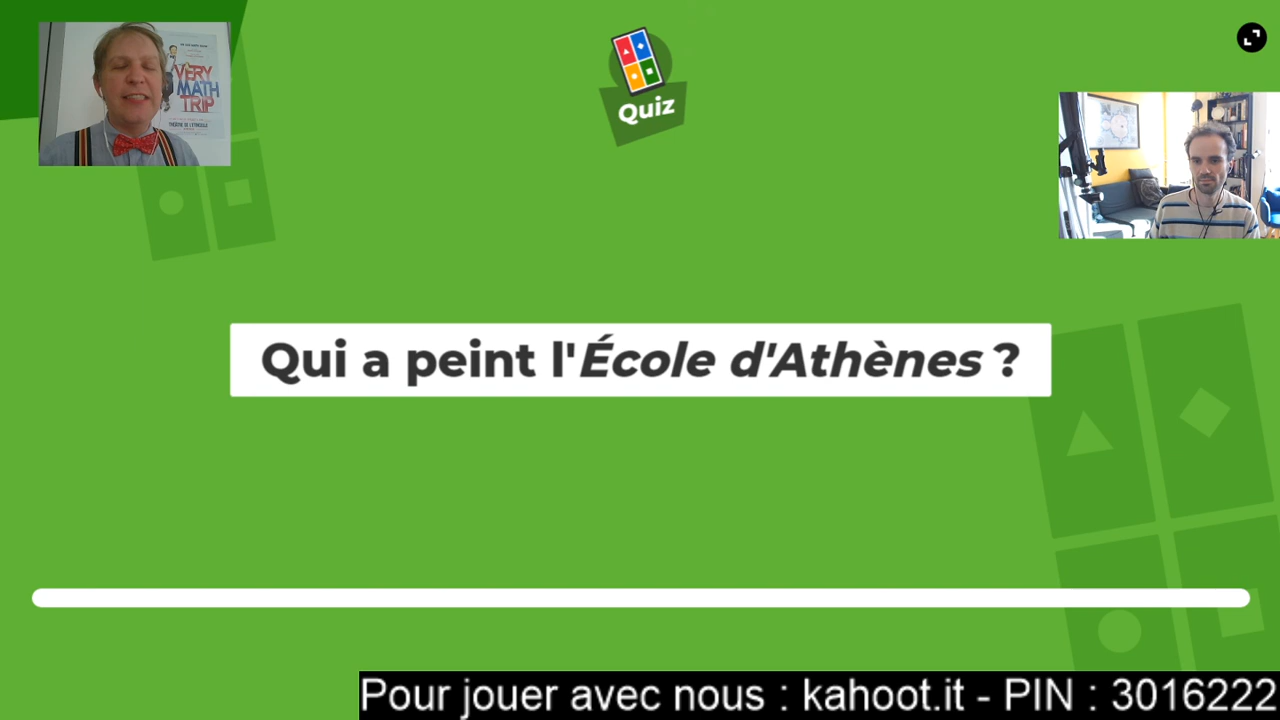 VERY
MATH
TRIP
Quiz
Qui a peint l'École d'Athènes ?
Pour jouer avec nous : kahoot.it - PIN : 3016222